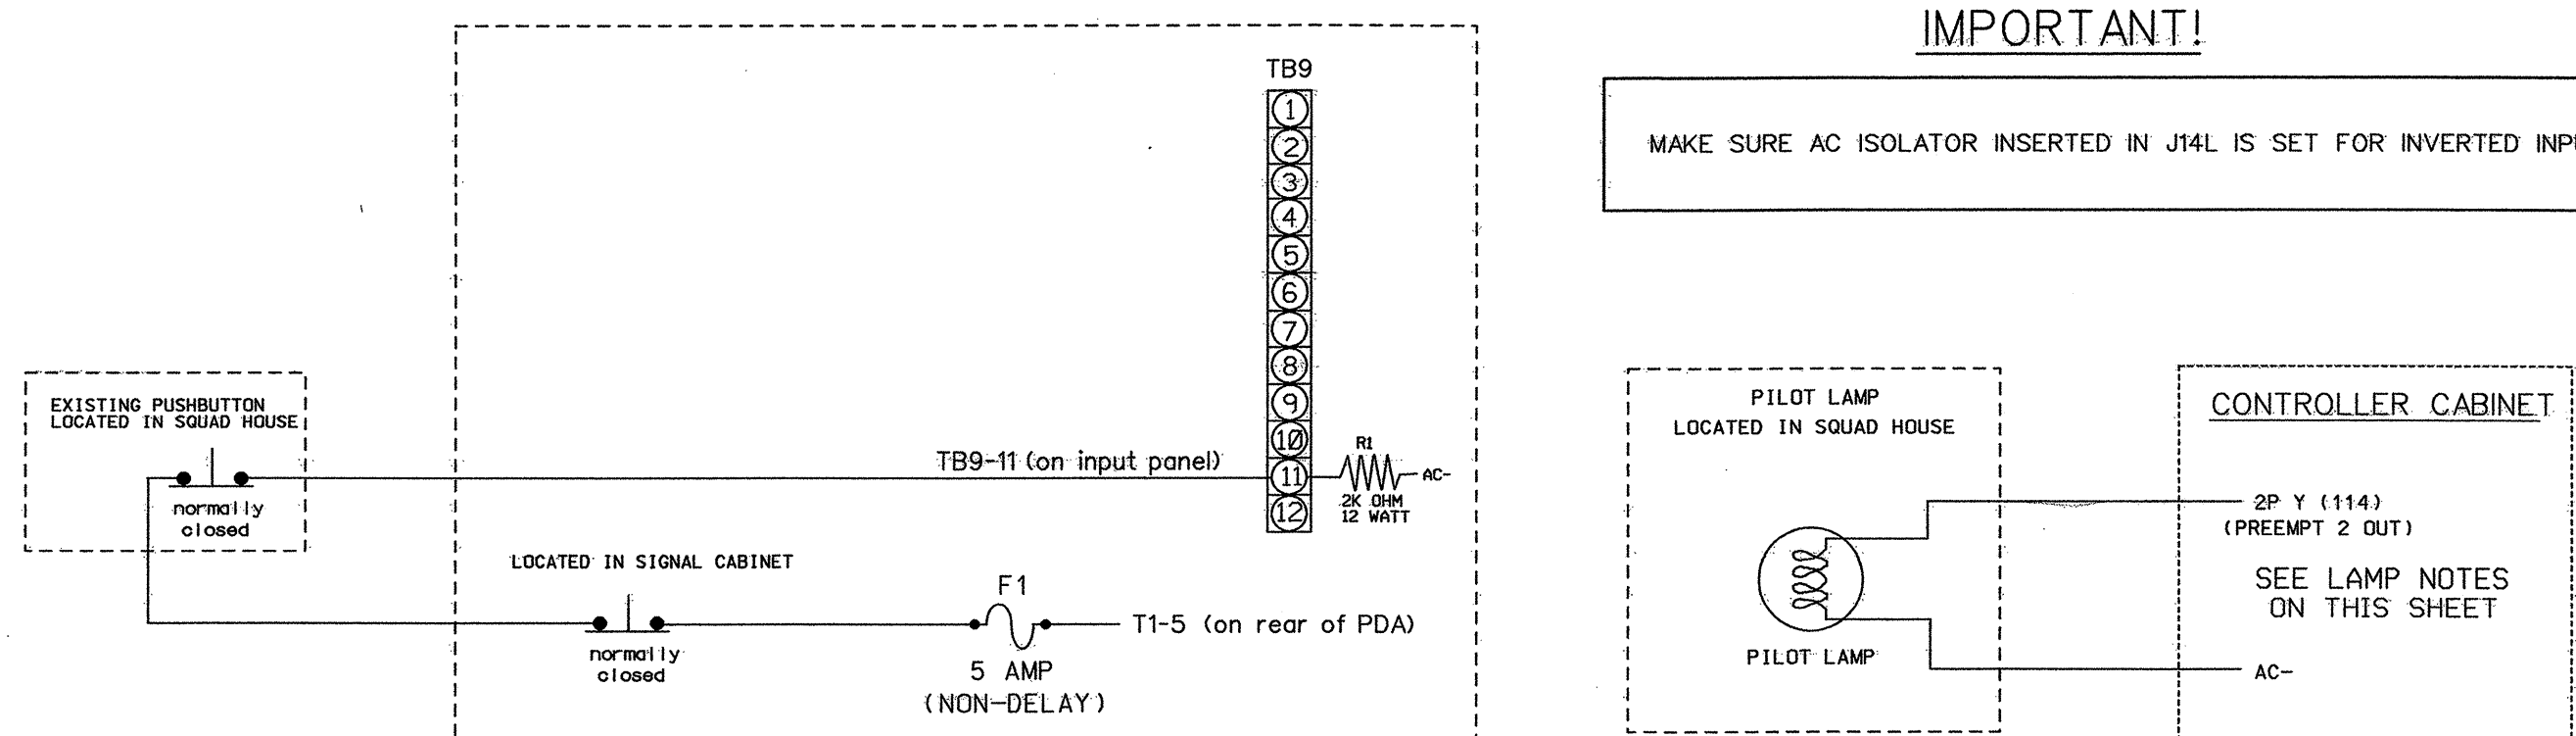 IMPORTANT!
MAKE SURE AC ISOLATOR INSERTED IN J14L IS SET FOR INVERTED
TB9
1
2
3
4
5
6
7
8
9
10
11
12
EXISTING PUSHBUTTON
LOCATED IN SQUAD HOUSE
normally
closed
TB9-11 (on input panel)
R1
AC-
2K OHM
12 WATT
LOCATED IN SIGNAL CABINET
normally
closed
F1
T1-5 (on rear of PDA)
5 AMP
(NON-DELAY)
PILOT LAMP
LOCATED IN SQUAD HOUSE
PILOT LAMP
CONTROLLER CABINET
2P Y (114)
(PREEMPT 2 OUT)
SEE LAMP NOTES
ON THIS SHEET
AC-